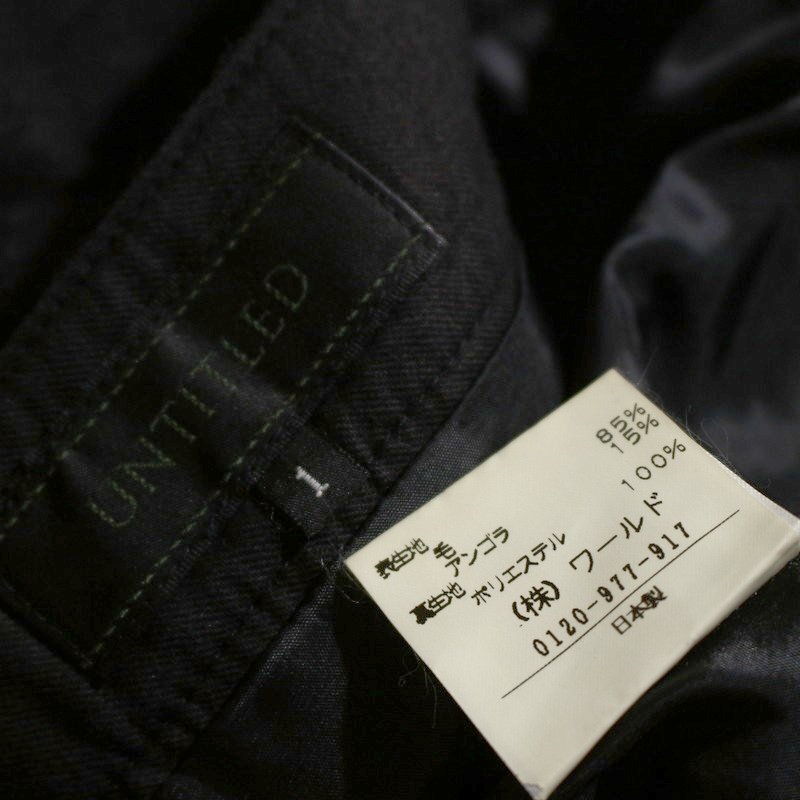 UNTITLED
1
表生地 毛 85%
アンゴラ 15%
裏生地 ポリエステル 100%
(株) ワールド
0120-977-917
日本製